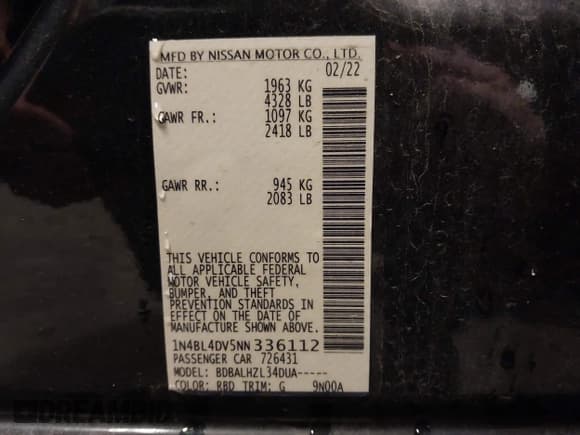 MFD BY NISSAN MOTOR CO., LTD.
DATE: 02/22
GVWR: 1963 KG
4328 LB
GAWR FR.: 1097 KG
2418 LB
GAWR RR.: 945 KG
2083 LB
THIS VEHICLE CONFORMS TO
ALL APPLICABLE FEDERAL
MOTOR VEHICLE SAFETY,
BUMPER, AND THEFT
PREVENTION STANDARDS IN
EFFECT ON THE DATE OF
MANUFACTURE SHOWN ABOVE.
1N4BL4DV5NN336112
PASSENGER CAR 726431
MODEL: BDBALHZL34DUA-----
COLOR: RBD TRIM: G 9N00A
DREAMBID